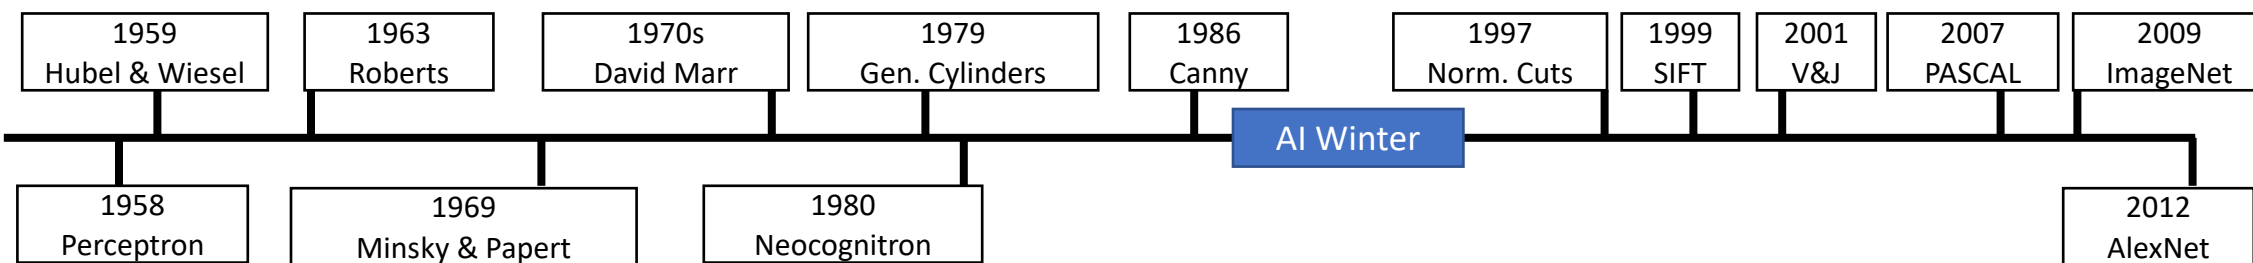 1959
Hubel & Wiesel
1963
Roberts
1970s
David Marr
1979
Gen. Cylinders
1986
Canny
1997
Norm. Cuts
1999
SIFT
2001
V&J
2007
PASCAL
2009
ImageNet
AI Winter
1958
Perceptron
1969
Minsky & Papert
1980
Neocognitron
2012
AlexNet